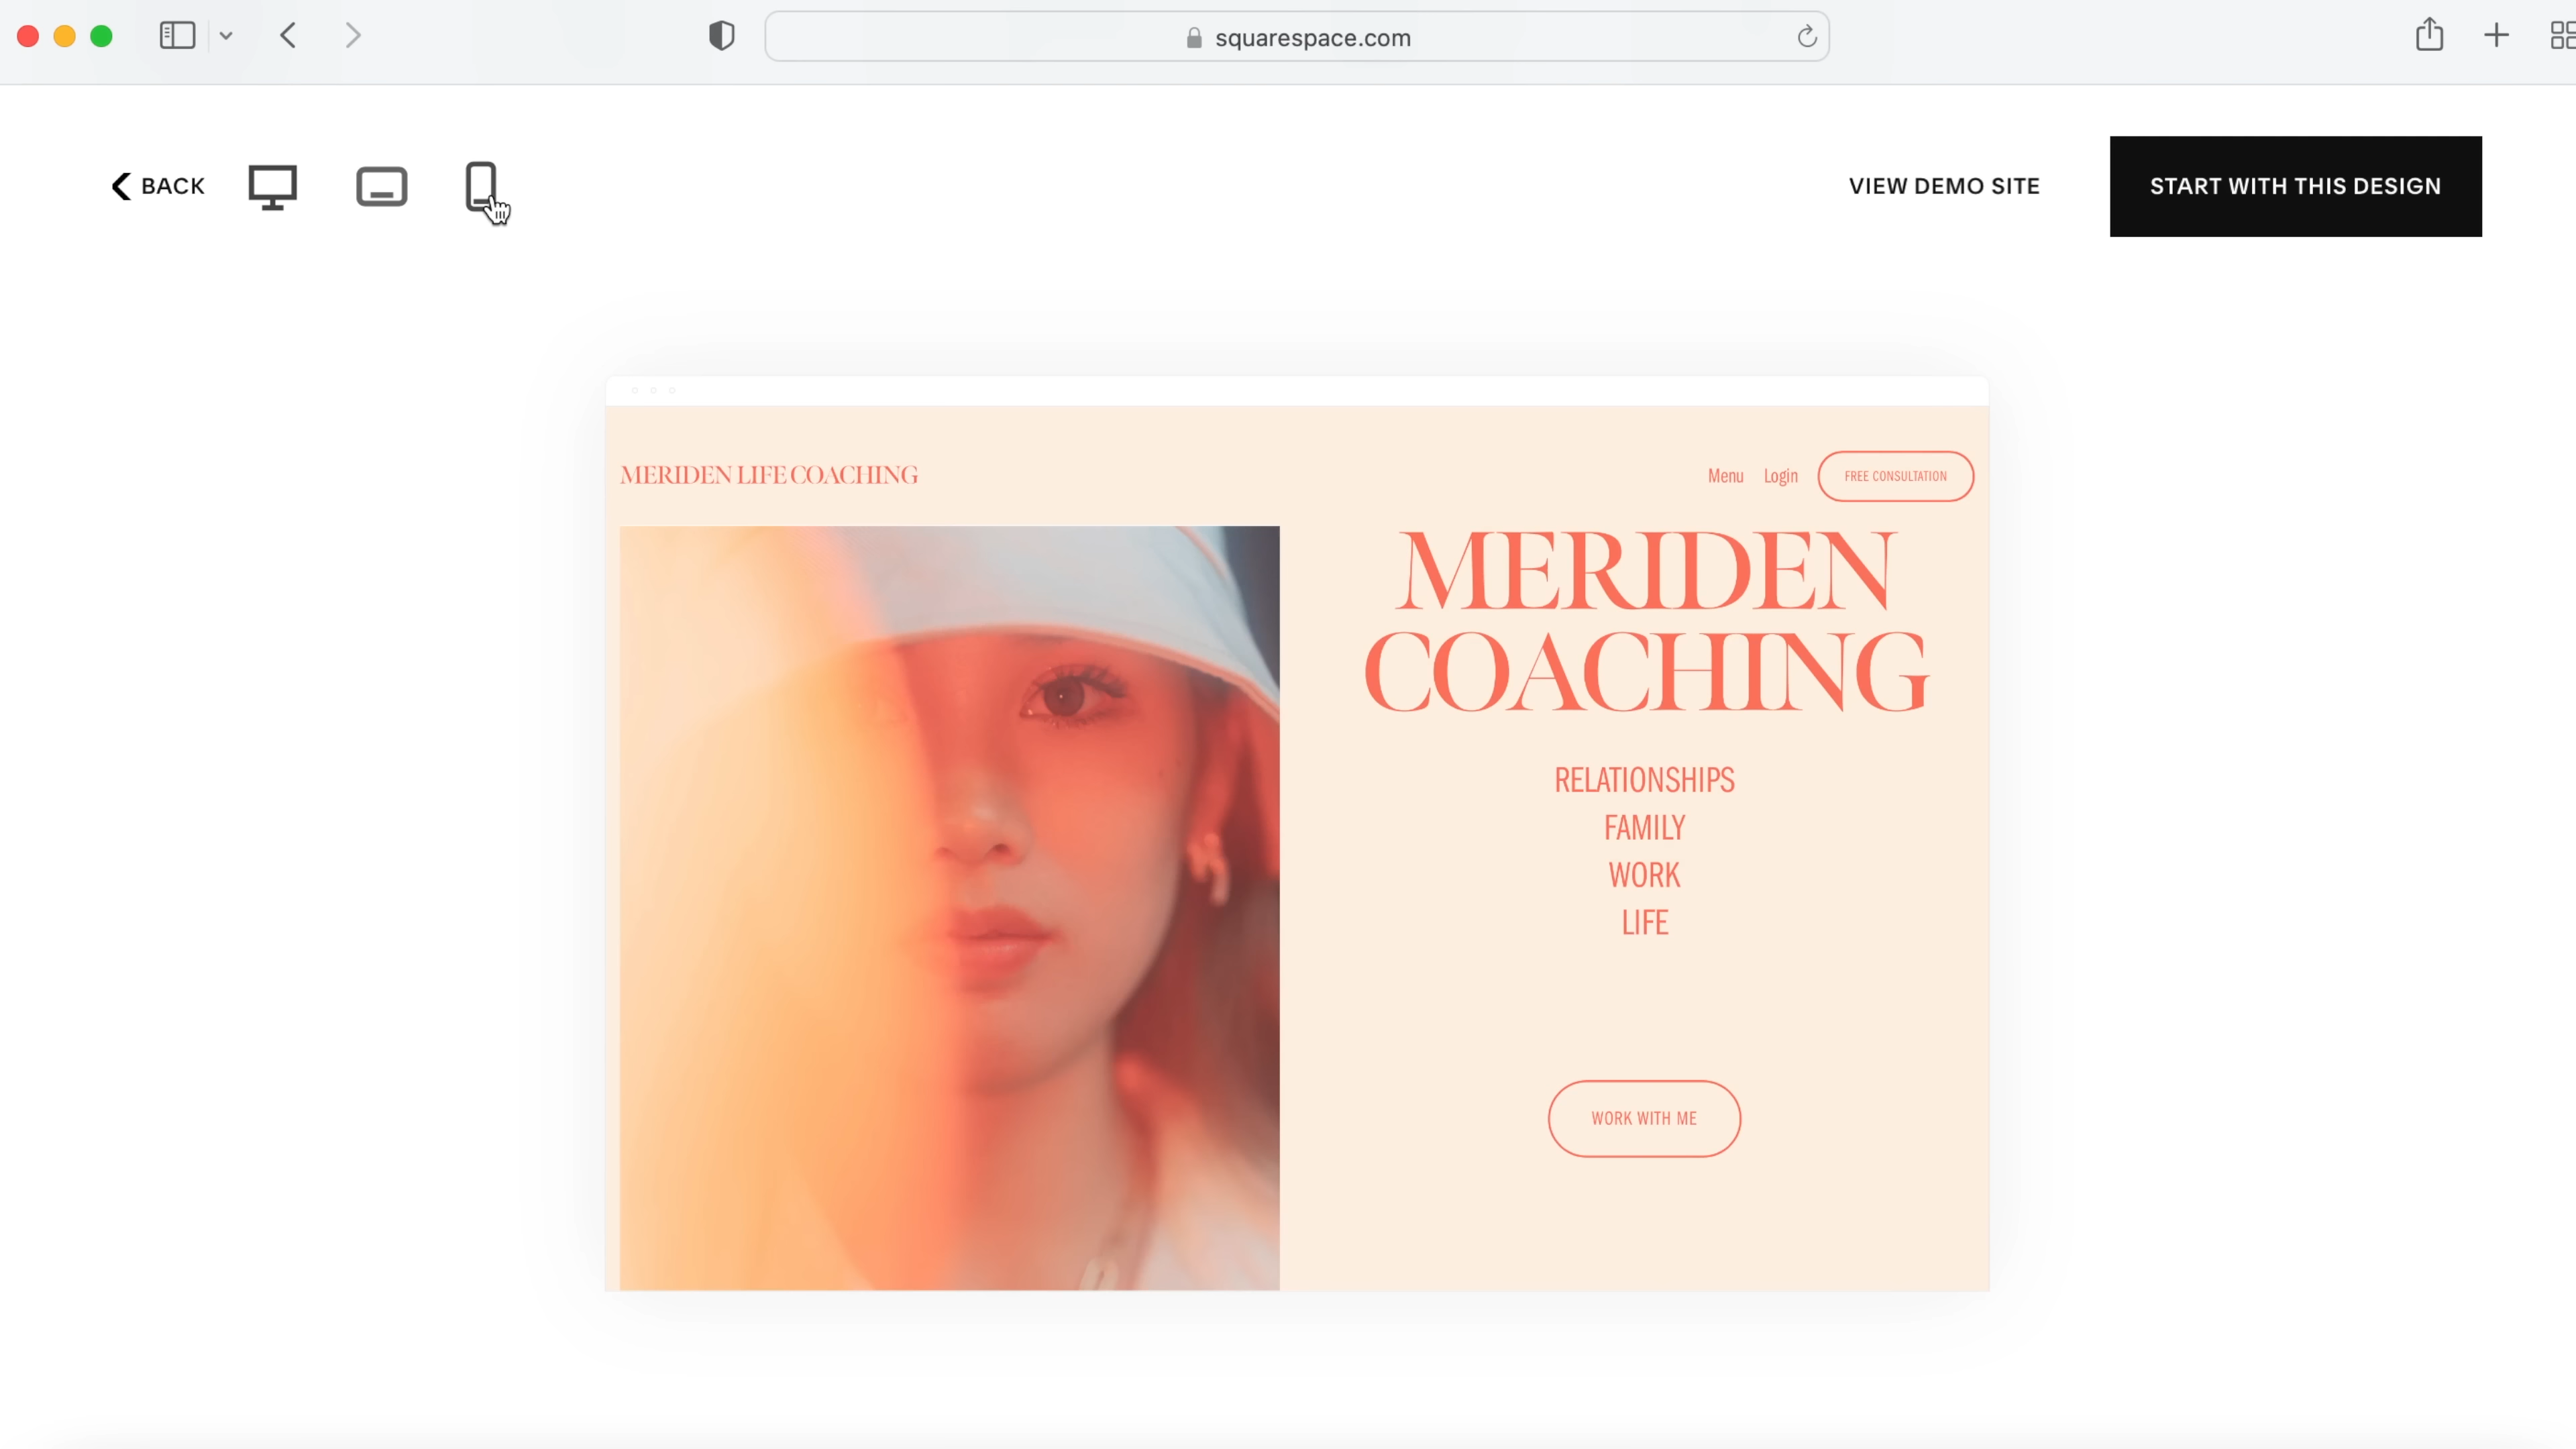 squarespace.com
BACK
VIEW DEMO SITE
START WITH THIS DESIGN
MERIDEN LIFE COACHING
Menu Login FREE CONSULTATION
MERIDEN
COACHING
RELATIONSHIPS
FAMILY
WORK
LIFE
WORK WITH ME